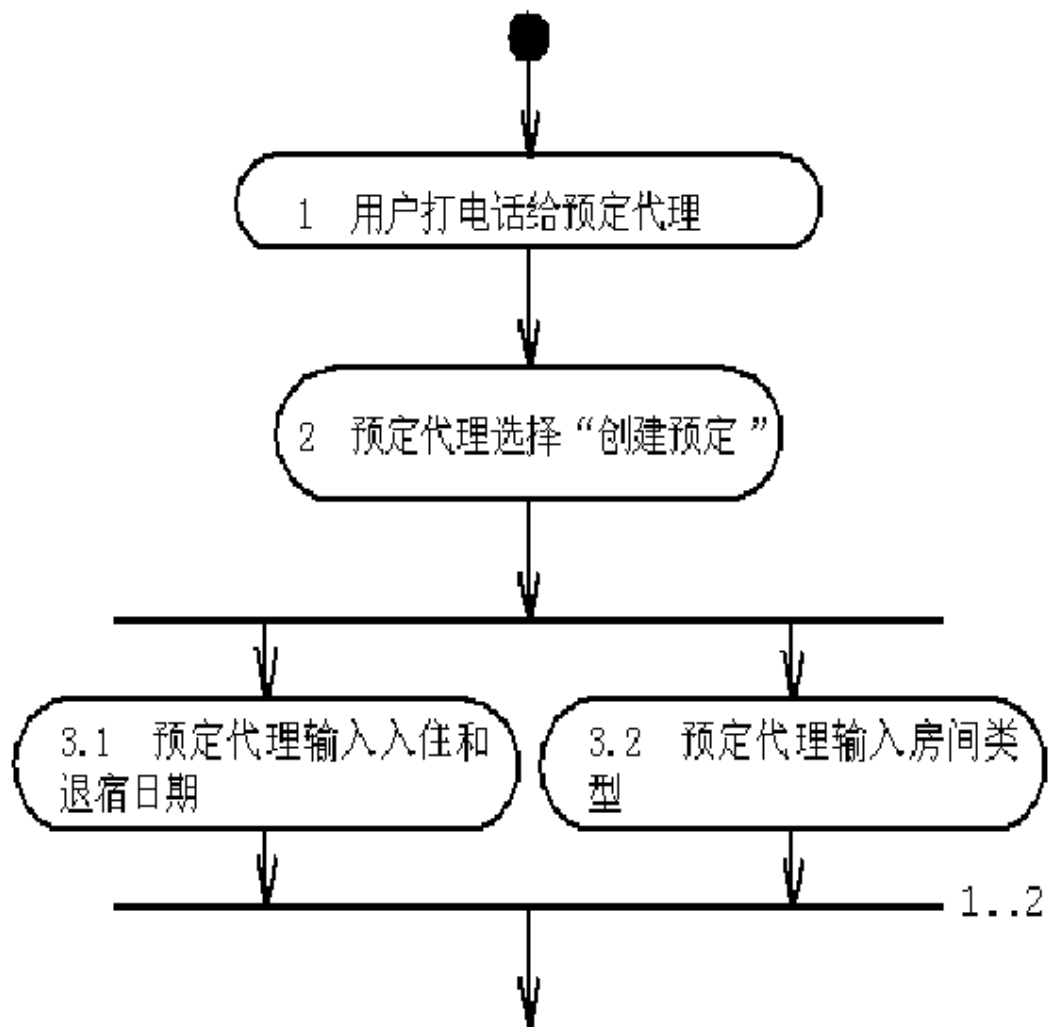 1 用户打电话给预定代理
2 预定代理选择“创建预定”
3.1 预定代理输入入住和
退宿日期
3.2 预定代理输入房间类
型
1..2